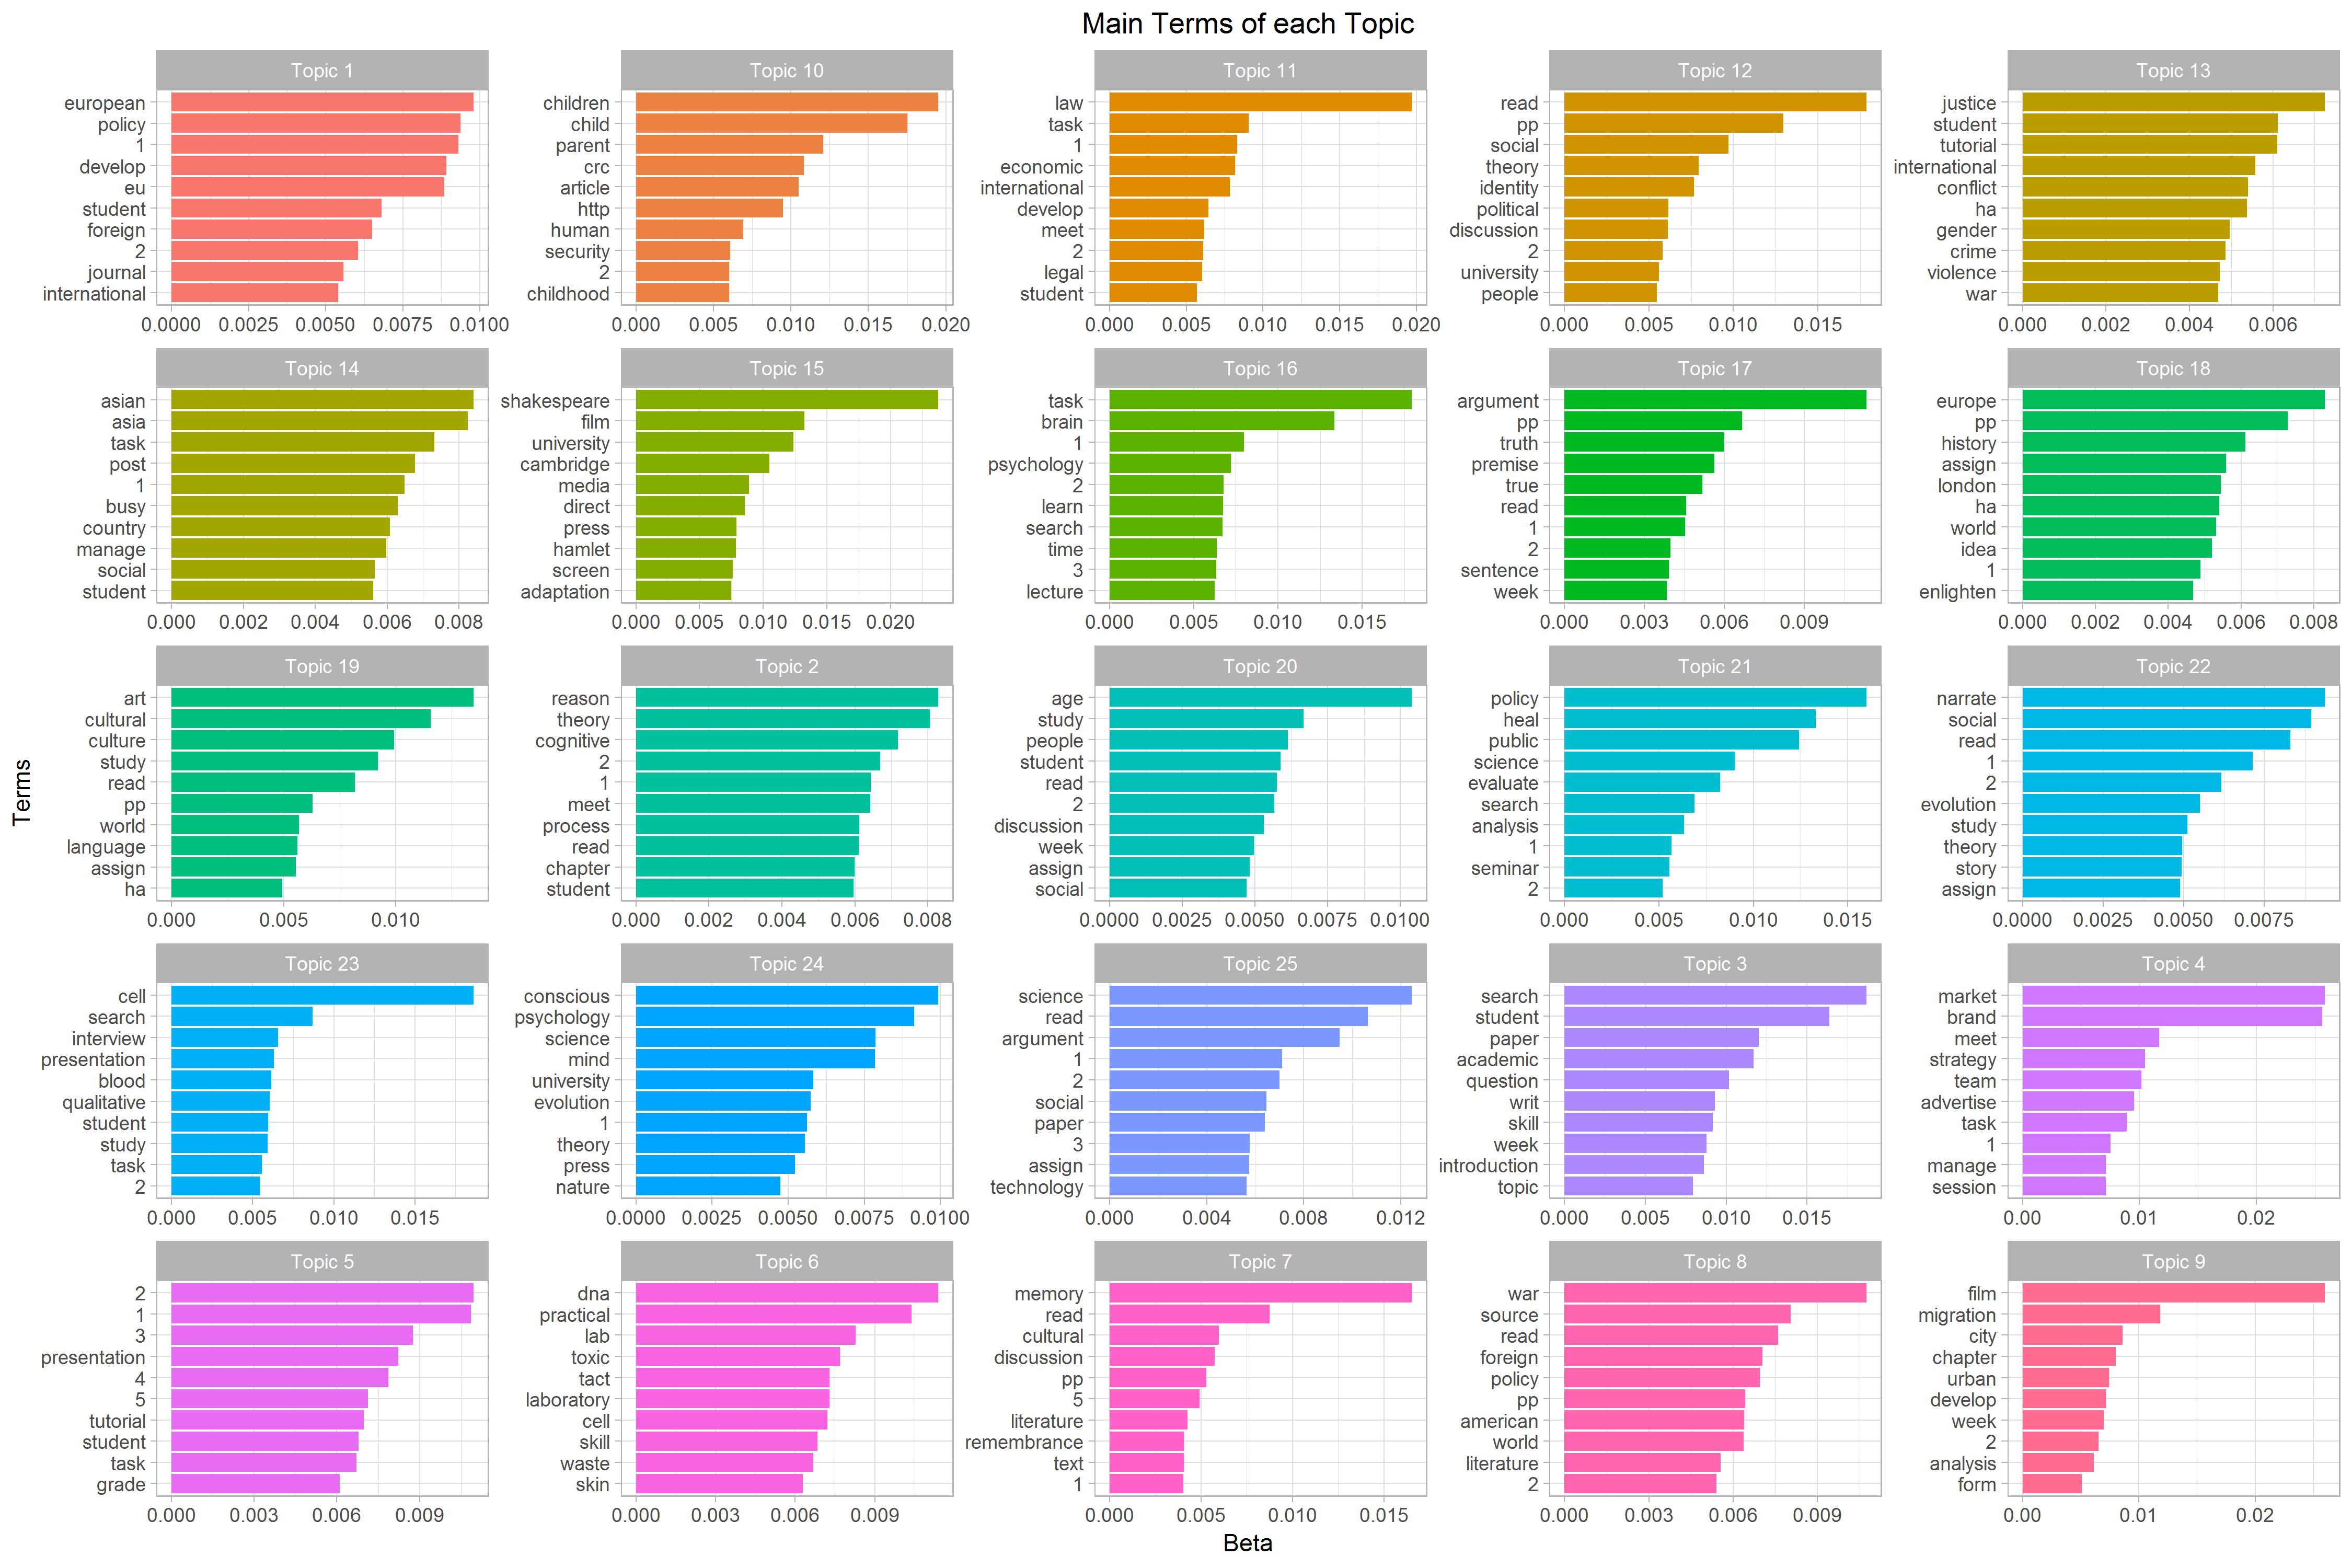 Main Terms of each Topic
Terms
Topic 1
european
policy
1
develop
eu
student
foreign
2
journal
international
0.0000 0.0025 0.0050 0.0075 0.0100
Topic 10
children
child
parent
crc
article
http
human
security
2
childhood
0.000 0.005 0.010 0.015 0.020
Topic 11
law
task
1
economic
international
develop
meet
2
legal
student
0.000 0.005 0.010 0.015 0.020
Topic 12
read
pp
social
theory
identity
political
discussion
2
university
people
0.000 0.005 0.010 0.015
Topic 13
justice
student
tutorial
international
conflict
ha
gender
crime
violence
war
0.000 0.002 0.004 0.006
Topic 14
asian
asia
task
post
1
busy
country
manage
social
student
0.000 0.002 0.004 0.006 0.008
Topic 15
shakespeare
film
university
cambridge
media
direct
press
hamlet
screen
adaptation
0.000 0.005 0.010 0.015 0.020
Topic 16
task
brain
1
psychology
2
learn
search
time
3
lecture
0.000 0.005 0.010 0.015
Topic 17
argument
pp
truth
premise
true
read
1
2
sentence
week
0.000 0.003 0.006 0.009
Topic 18
europe
pp
history
assign
london
ha
world
idea
1
enlighten
0.000 0.002 0.004 0.006 0.008
Topic 19
art
cultural
culture
study
read
pp
world
language
assign
ha
0.000 0.005 0.010
Topic 2
reason
theory
cognitive
2
1
meet
process
read
chapter
student
0.000 0.002 0.004 0.006 0.008
Topic 20
age
study
people
student
read
2
discussion
week
assign
social
0.0000 0.0025 0.0050 0.0075 0.0100
Topic 21
policy
heal
public
science
evaluate
search
analysis
1
seminar
2
0.000 0.005 0.010 0.015
Topic 22
narrate
social
read
1
2
evolution
study
theory
story
assign
0.0000 0.0025 0.0050 0.0075
Topic 23
cell
search
interview
presentation
blood
qualitative
student
study
task
2
0.000 0.005 0.010 0.015
Topic 24
conscious
psychology
science
mind
university
evolution
1
theory
press
nature
0.0000 0.0025 0.0050 0.0075 0.0100
Topic 25
science
read
argument
1
2
social
paper
3
assign
technology
0.000 0.004 0.008 0.012
Topic 3
search
student
paper
academic
question
writ
skill
week
introduction
topic
0.000 0.005 0.010 0.015
Topic 4
market
brand
meet
strategy
team
advertise
task
1
manage
session
0.00 0.01 0.02
Topic 5
2
1
3
presentation
4
5
tutorial
student
task
grade
0.000 0.003 0.006 0.009
Topic 6
dna
practical
lab
toxic
tact
laboratory
cell
skill
waste
skin
0.000 0.003 0.006 0.009
Topic 7
memory
read
cultural
discussion
pp
5
literature
remembrance
text
1
0.000 0.005 0.010 0.015
Topic 8
war
source
read
foreign
policy
pp
american
world
literature
2
0.000 0.003 0.006 0.009
Topic 9
film
migration
city
chapter
urban
develop
week
2
analysis
form
0.00 0.01 0.02
Beta